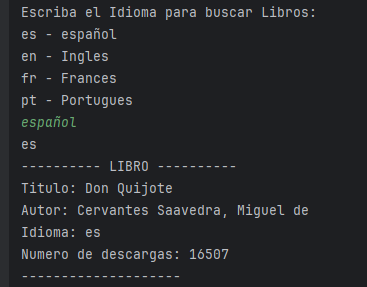 Escriba el Idioma para buscar Libros:
es - español
en - Ingles
fr - Frances
pt - Portugues
español
es
---------- LIBRO ----------
Titulo: Don Quijote
Autor: Cervantes Saavedra, Miguel de
Idioma: es
Numero de descargas: 16507
--------------------